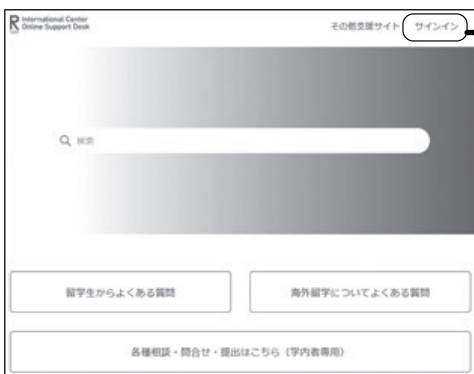 R International Center
Online Support Desk
その他支援サイト サインイン
検索
留学生からよくある質問
海外留学についてよくある質問
各種相談・問合せ・提出はこちら(学内者専用)